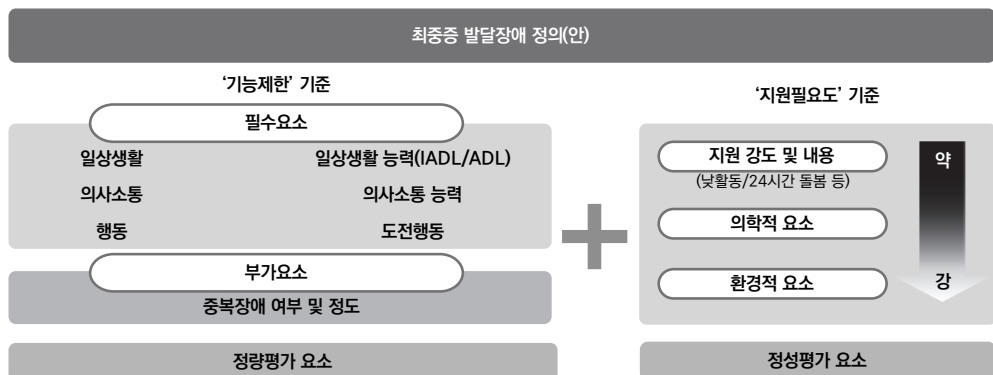 최중증 발달장애 정의(안)
‘기능제한’ 기준
필수요소
일상생활 일상생활 능력(IADL/ADL)
의사소통 의사소통 능력
행동 도전행동
부가요소
중복장애 여부 및 정도
정량평가 요소
‘지원필요도’ 기준
지원 강도 및 내용
(낮활동/24시간 돌봄 등)
의학적 요소
환경적 요소
약
강
정성평가 요소